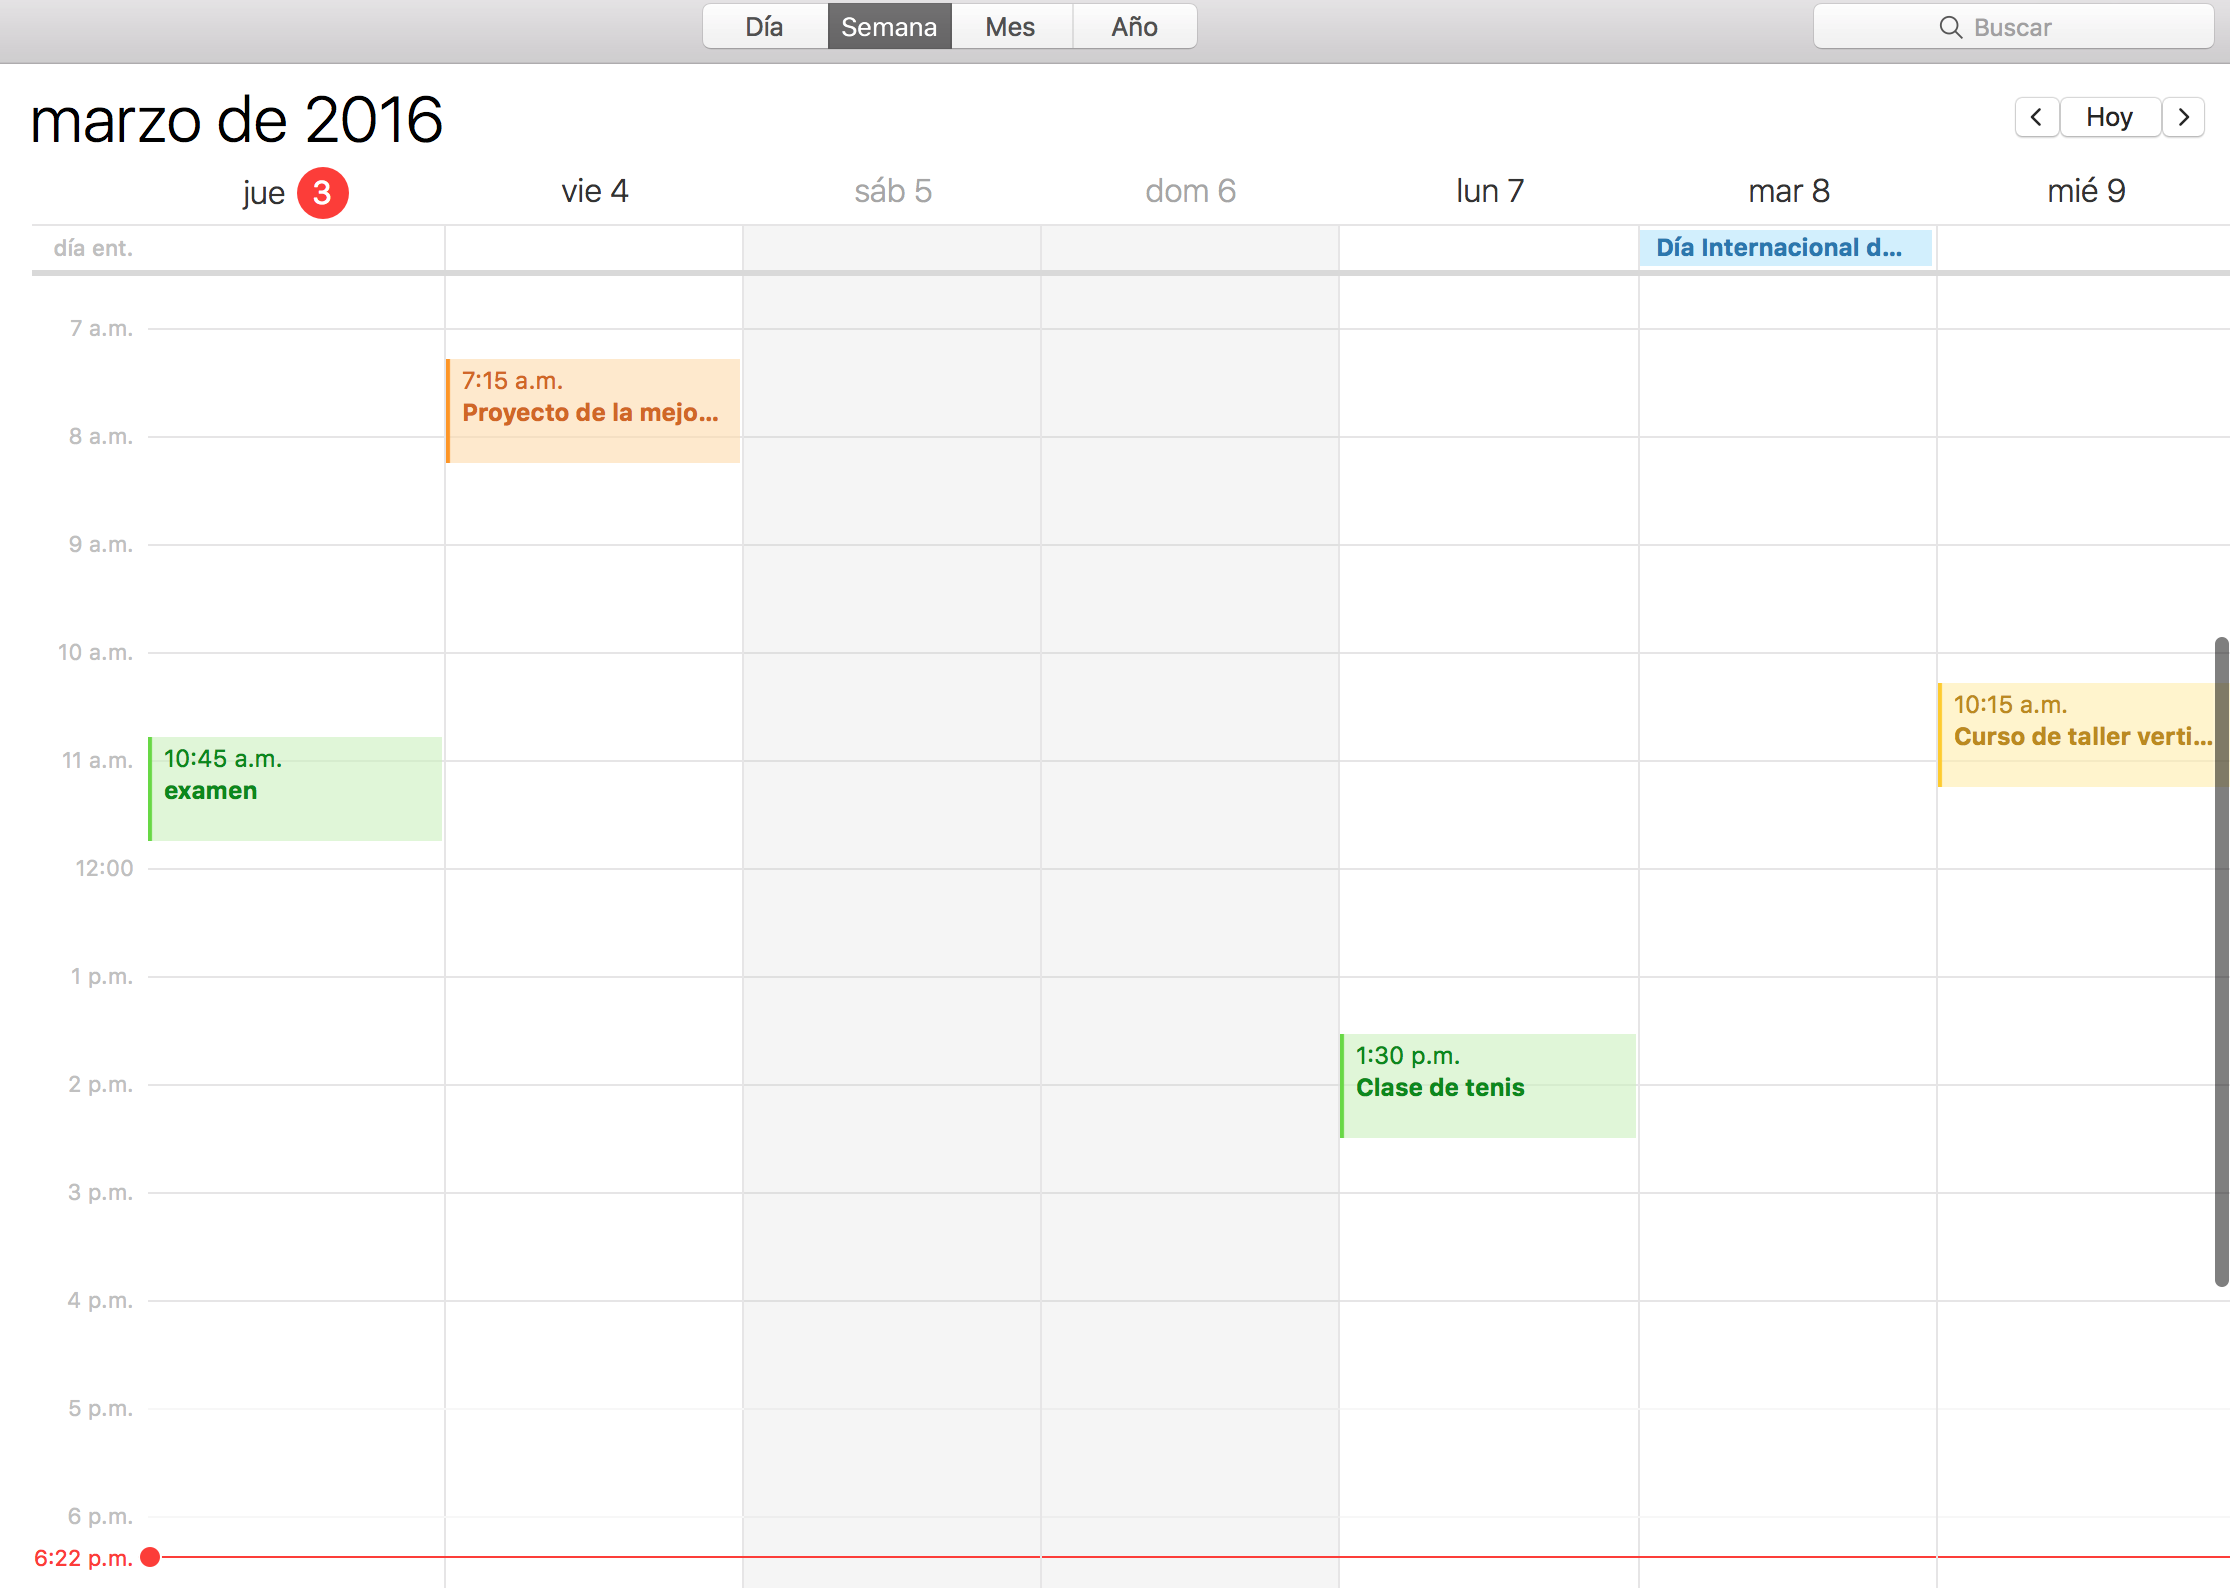 Día Semana Mes Año Buscar
marzo de 2016
Hoy
jue 3 vie 4 sáb 5 dom 6 lun 7 mar 8 mié 9
día ent. Día Internacional d...
7 a.m.
7:15 a.m.
Proyecto de la mejo...
8 a.m.
9 a.m.
10 a.m.
10:15 a.m.
Curso de taller verti...
10:45 a.m.
11 a.m.
examen
12:00
1 p.m.
1:30 p.m.
2 p.m.
Clase de tenis
3 p.m.
4 p.m.
5 p.m.
6 p.m.
6:22 p.m.